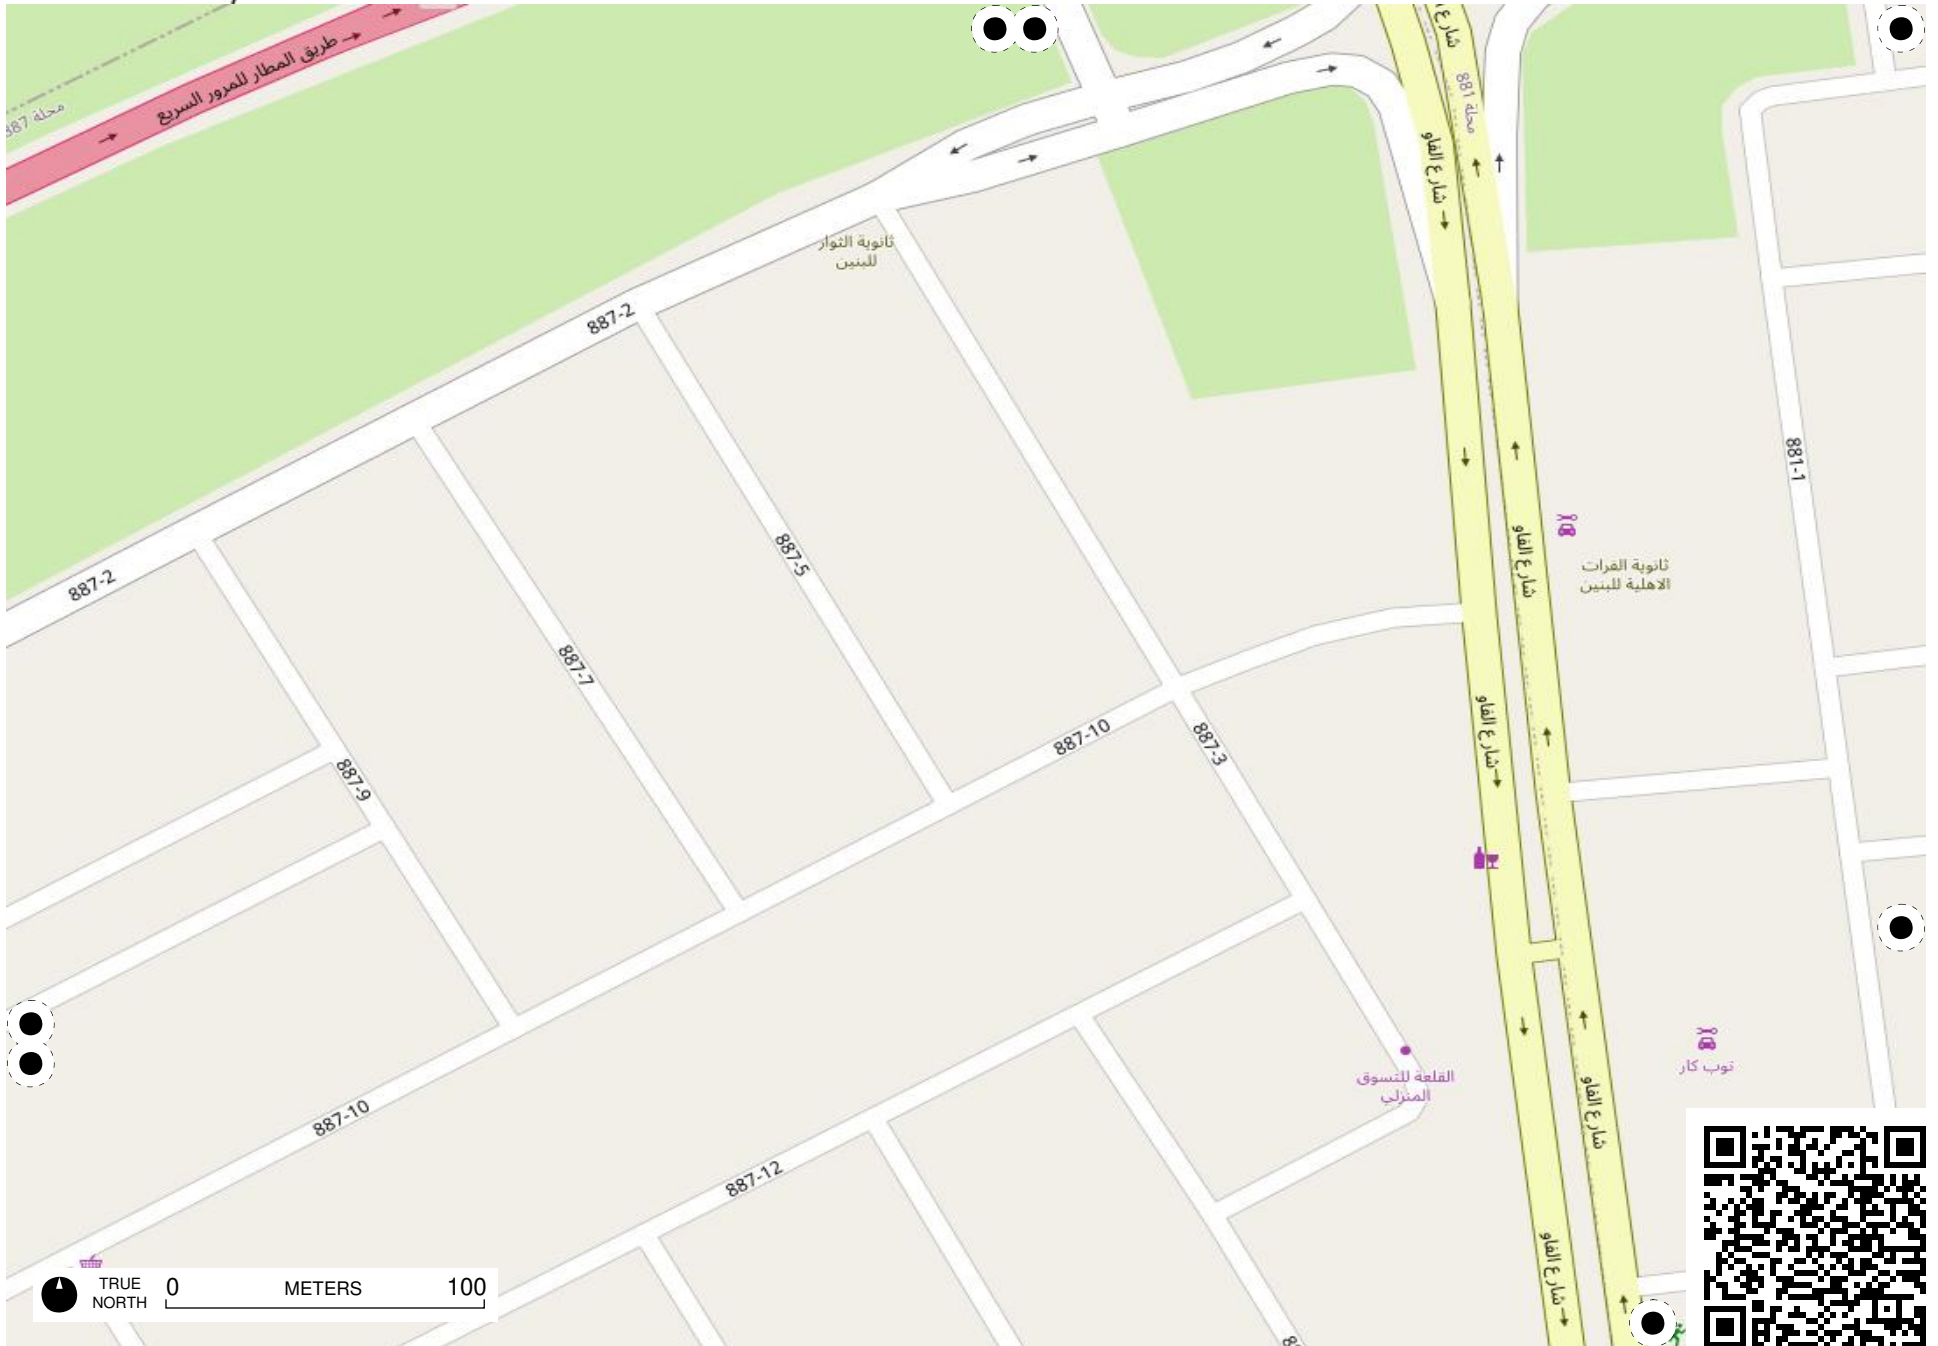 شارع ا
طريق المطار للمرور السريع
محلة 887
محلة 881
شارع الفاو
ثانوية الثوار
للبنين
887-2
881-1
887-5
شارع الفاو
ثانوية الفرات
الاهلية للبنين
887-2
887-7
شارع الفاو
887-10
887-3
887-9
توب كار
القلعة للتسوق
المنزلي
شارع الفاو
887-10
887-12
شارع الفاو
TRUE
NORTH
0
METERS
100